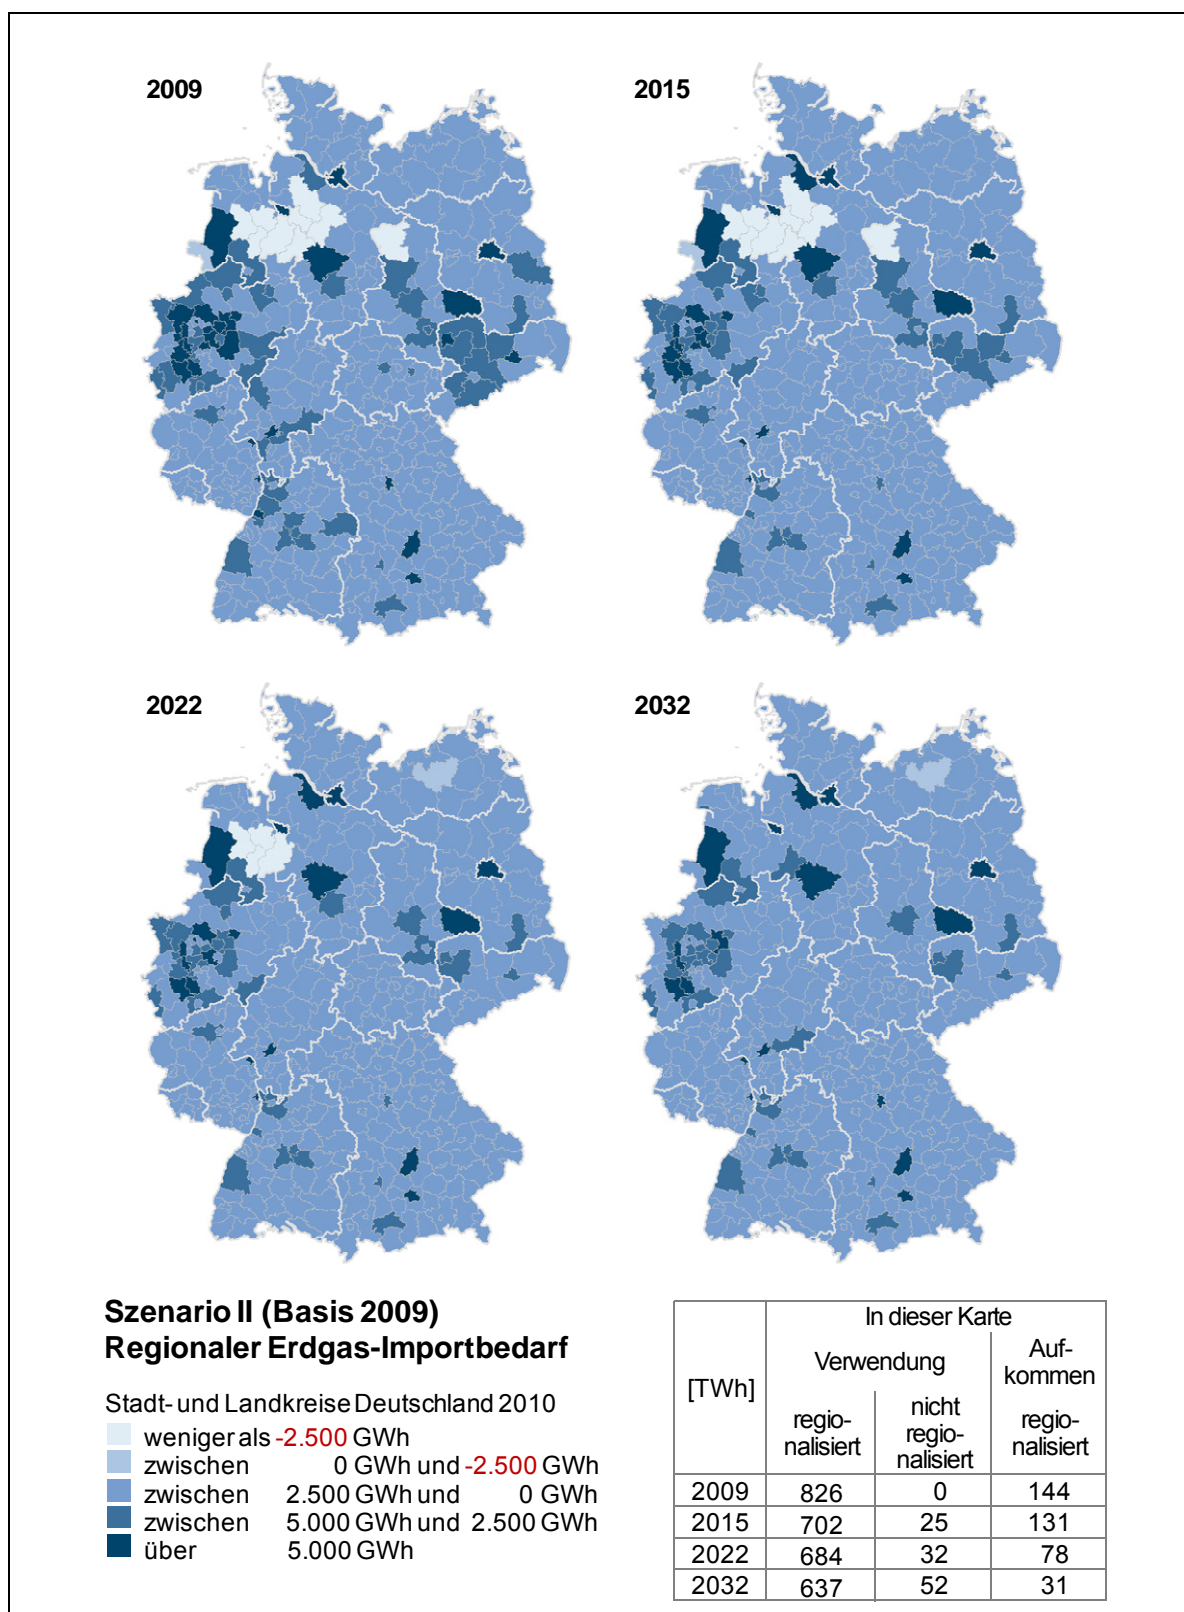 2009
2015
2022
2032
Szenario II (Basis 2009)
Regionaler Erdgas-Importbedarf
Stadt- und Landkreise Deutschland 2010
weniger als -2.500 GWh
zwischen 0 GWh und -2.500 GWh
zwischen 2.500 GWh und 0 GWh
zwischen 5.000 GWh und 2.500 GWh
über 5.000 GWh
[TWh]
In dieser Karte
Verwendung
Auf-
kommen
regio-
nalisiert
nicht
regio-
nalisiert
regio-
nalisiert
2009 826 0 144
2015 702 25 131
2022 684 32 78
2032 637 52 31